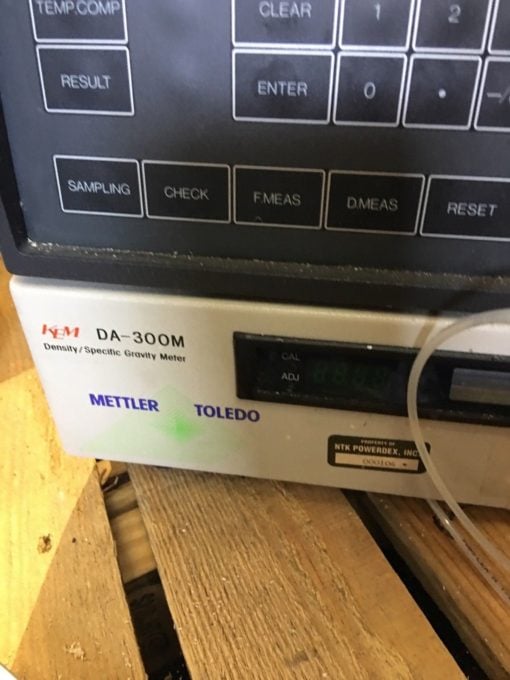 TEMP.COMP CLEAR 1 2
RESULT ENTER 0 . -/
SAMPLING CHECK F.MEAS D.MEAS RESET
KEM DA-300M
Density/Specific Gravity Meter
CAL
ADJ
METTLER TOLEDO
PROPERTY OF
NTK POWERDEX, INC